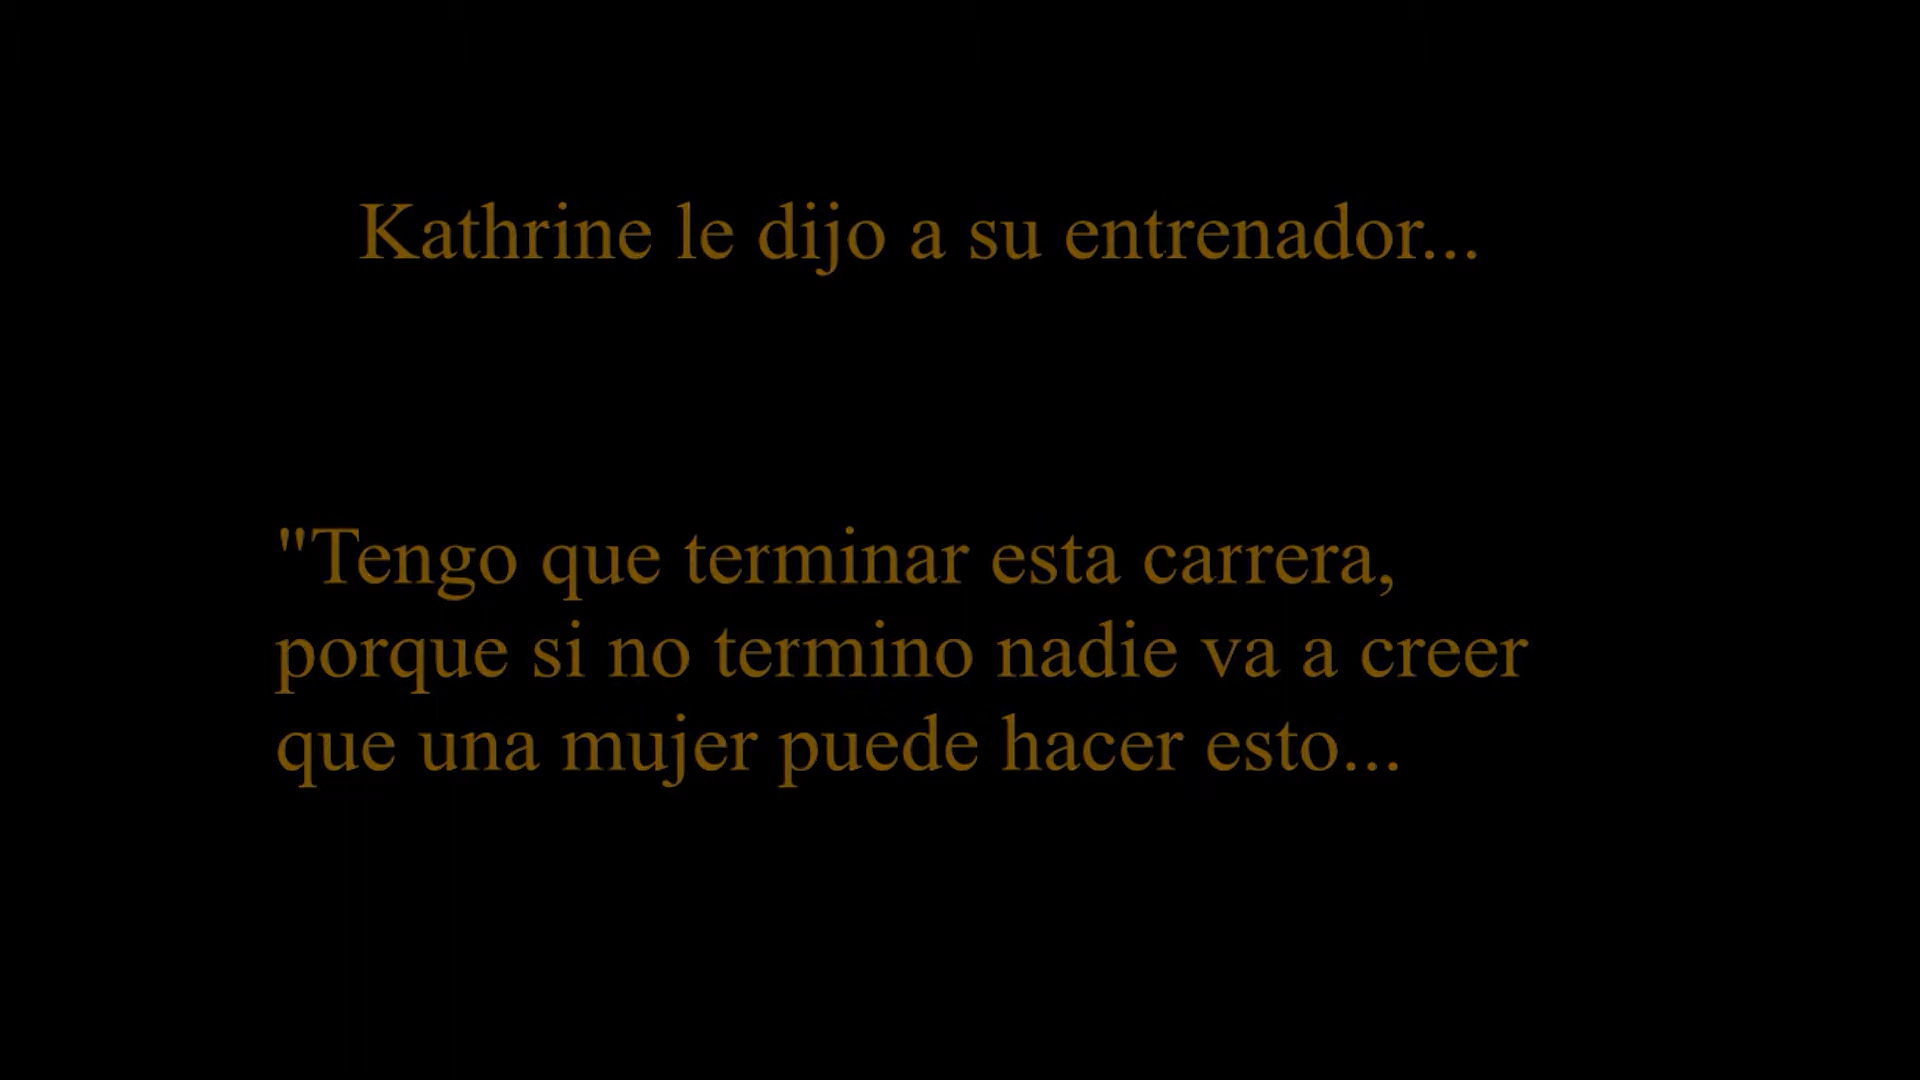 Kathrine le dijo a su entrenador...
"Tengo que terminar esta carrera,
porque si no termino nadie va a creer
que una mujer puede hacer esto...